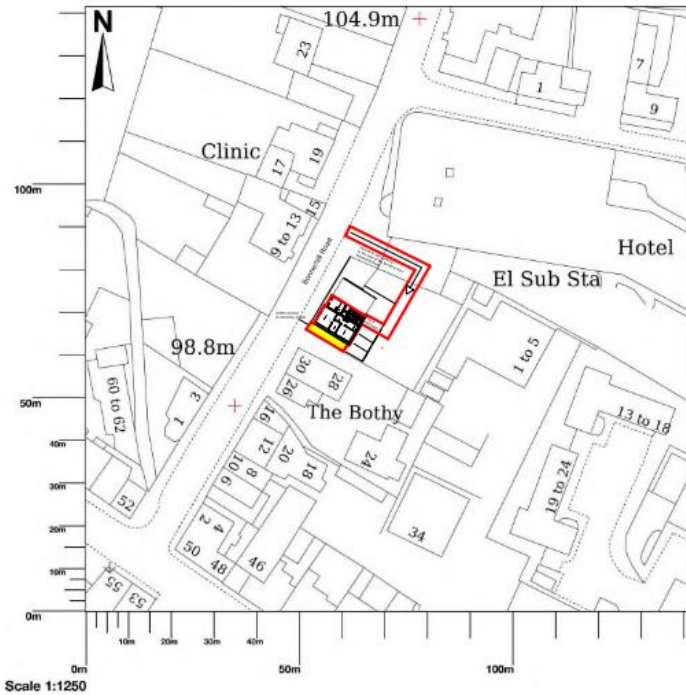 N
104.9m
23
1
7
9
Clinic
17
19
15
9 to 13
100m
Hotel
El Sub Sta
98.8m
1 to 5
60 to 62
1
3
30
28
26
The Bothy
13 to 18
50m
16
12
20
18
24
19 to 24
40m
10
8
6
52
34
30m
2
4
20m
50
48
46
10m
55
53
0m
10m
20m
30m
40m
0m
50m
100m
Scale 1:1250